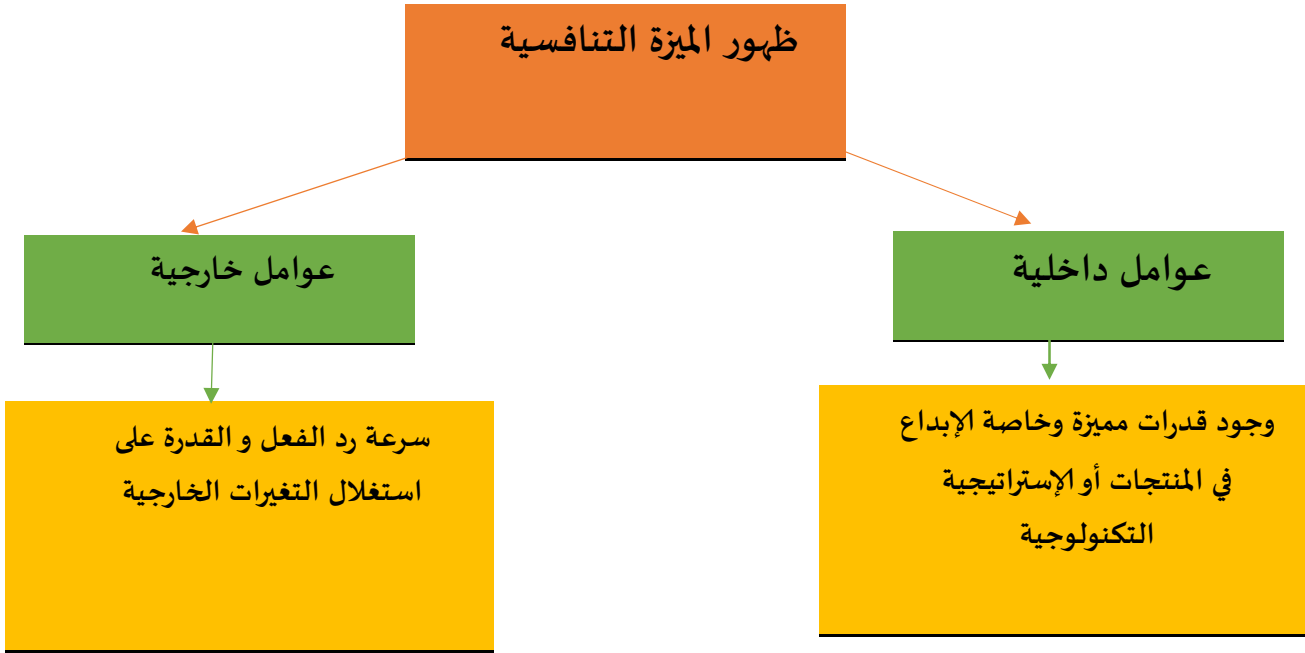 ظهور الميزة التنافسية
عوامل داخلية
عوامل خارجية
وجود قدرات مميزة وخاصة الإبداع
في المنتجات أو الإستراتيجية
التكنولوجية
سرعة رد الفعل و القدرة على
استغلال التغيرات الخارجية